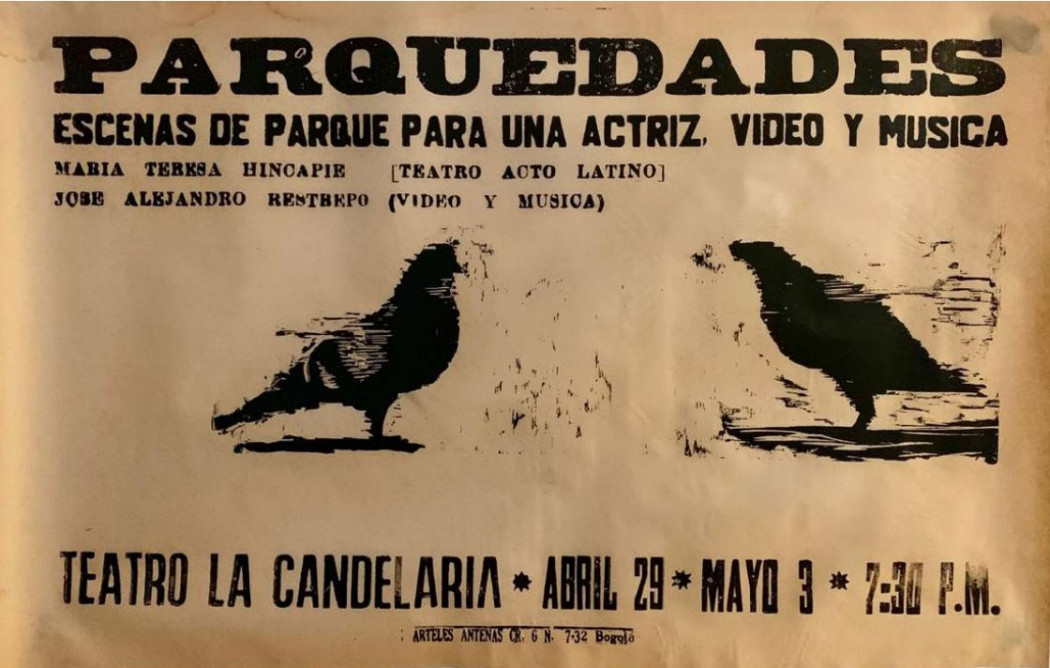 PARQUEDADES
ESCENAS DE PARQUE PARA UNA ACTRIZ, VIDEO Y MUSICA
MARIA TERESA HINCAPIE [TEATRO ACTO LATINO]
JOSE ALEJANDRO RESTREPO (VIDEO Y MUSICA)
TEATRO LA CANDELARIA * ABRIL 29 * MAYO 3 * 7:30 P.M.
: ARTELES ANTENAS CR. 6 N. 7-32 Bogotá